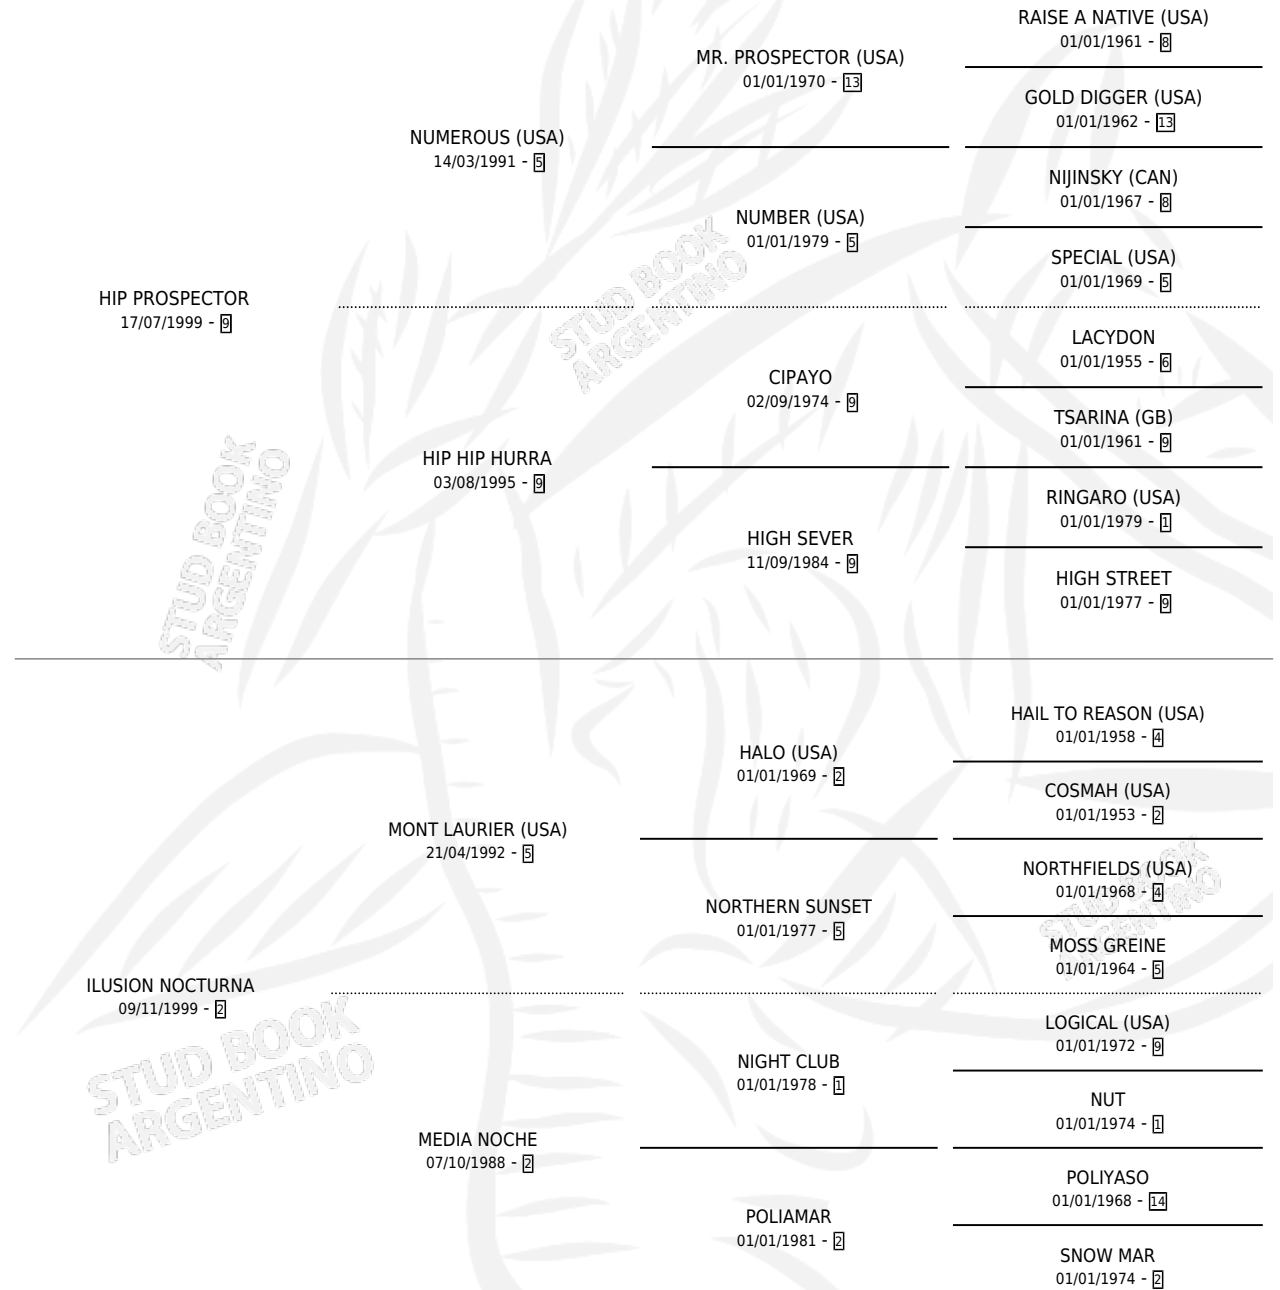 RAISE A NATIVE (USA)
01/01/1961 - 8
MR. PROSPECTOR (USA)
01/01/1970 - 13
GOLD DIGGER (USA)
01/01/1962 - 13
NUMEROUS (USA)
14/03/1991 - 5
NIJINSKY (CAN)
01/01/1967 - 8
NUMBER (USA)
01/01/1979 - 5
SPECIAL (USA)
01/01/1969 - 5
HIP PROSPECTOR
17/07/1999 - 9
STUD BOOK
ARGENTINO
LACYDON
01/01/1955 - 6
CIPAYO
02/09/1974 - 9
TSARINA (GB)
01/01/1961 - 9
HIP HIP HURRA
03/08/1995 - 9
RINGARO (USA)
01/01/1979 - 1
HIGH SEVER
11/09/1984 - 9
HIGH STREET
01/01/1977 - 9
STUD BOOK
ARGENTINO
HAIL TO REASON (USA)
01/01/1958 - 4
HALO (USA)
01/01/1969 - 2
COSMAH (USA)
01/01/1953 - 2
MONT LAURIER (USA)
21/04/1992 - 5
NORTHFIELDS (USA)
01/01/1968 - 4
NORTHERN SUNSET
01/01/1977 - 5
STUD BOOK
ARGENTINO
MOSS GREINE
01/01/1964 - 5
ILUSION NOCTURNA
09/11/1999 - 2
STUD BOOK
ARGENTINO
LOGICAL (USA)
01/01/1972 - 9
NIGHT CLUB
01/01/1978 - 1
NUT
01/01/1974 - 1
MEDIA NOCHE
07/10/1988 - 2
POLIYASO
01/01/1968 - 14
POLIAMAR
01/01/1981 - 2
SNOW MAR
01/01/1974 - 2